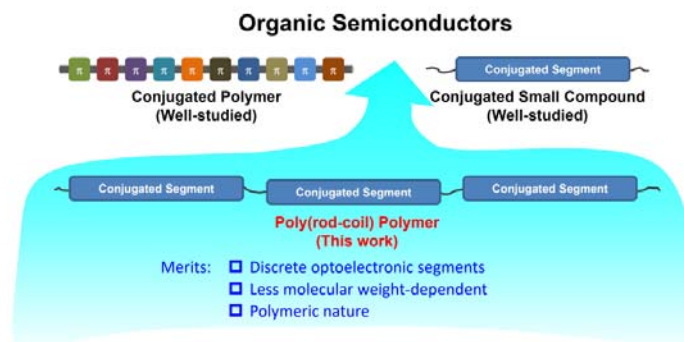 Organic Semiconductors
π π π π π π π π π π
Conjugated Segment
Conjugated Polymer
(Well-studied)
Conjugated Small Compound
(Well-studied)
Conjugated Segment Conjugated Segment Conjugated Segment
Poly(rod-coil) Polymer
(This work)
Merits: Discrete optoelectronic segments
Less molecular weight-dependent
Polymeric nature